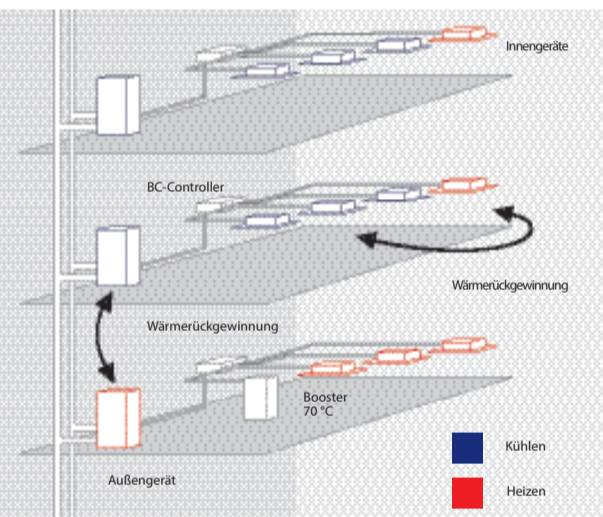 Innengeräte
BC-Controller
Wärmerückgewinnung
Wärmerückgewinnung
Booster
70 °C
Außengerät
Kühlen
Heizen